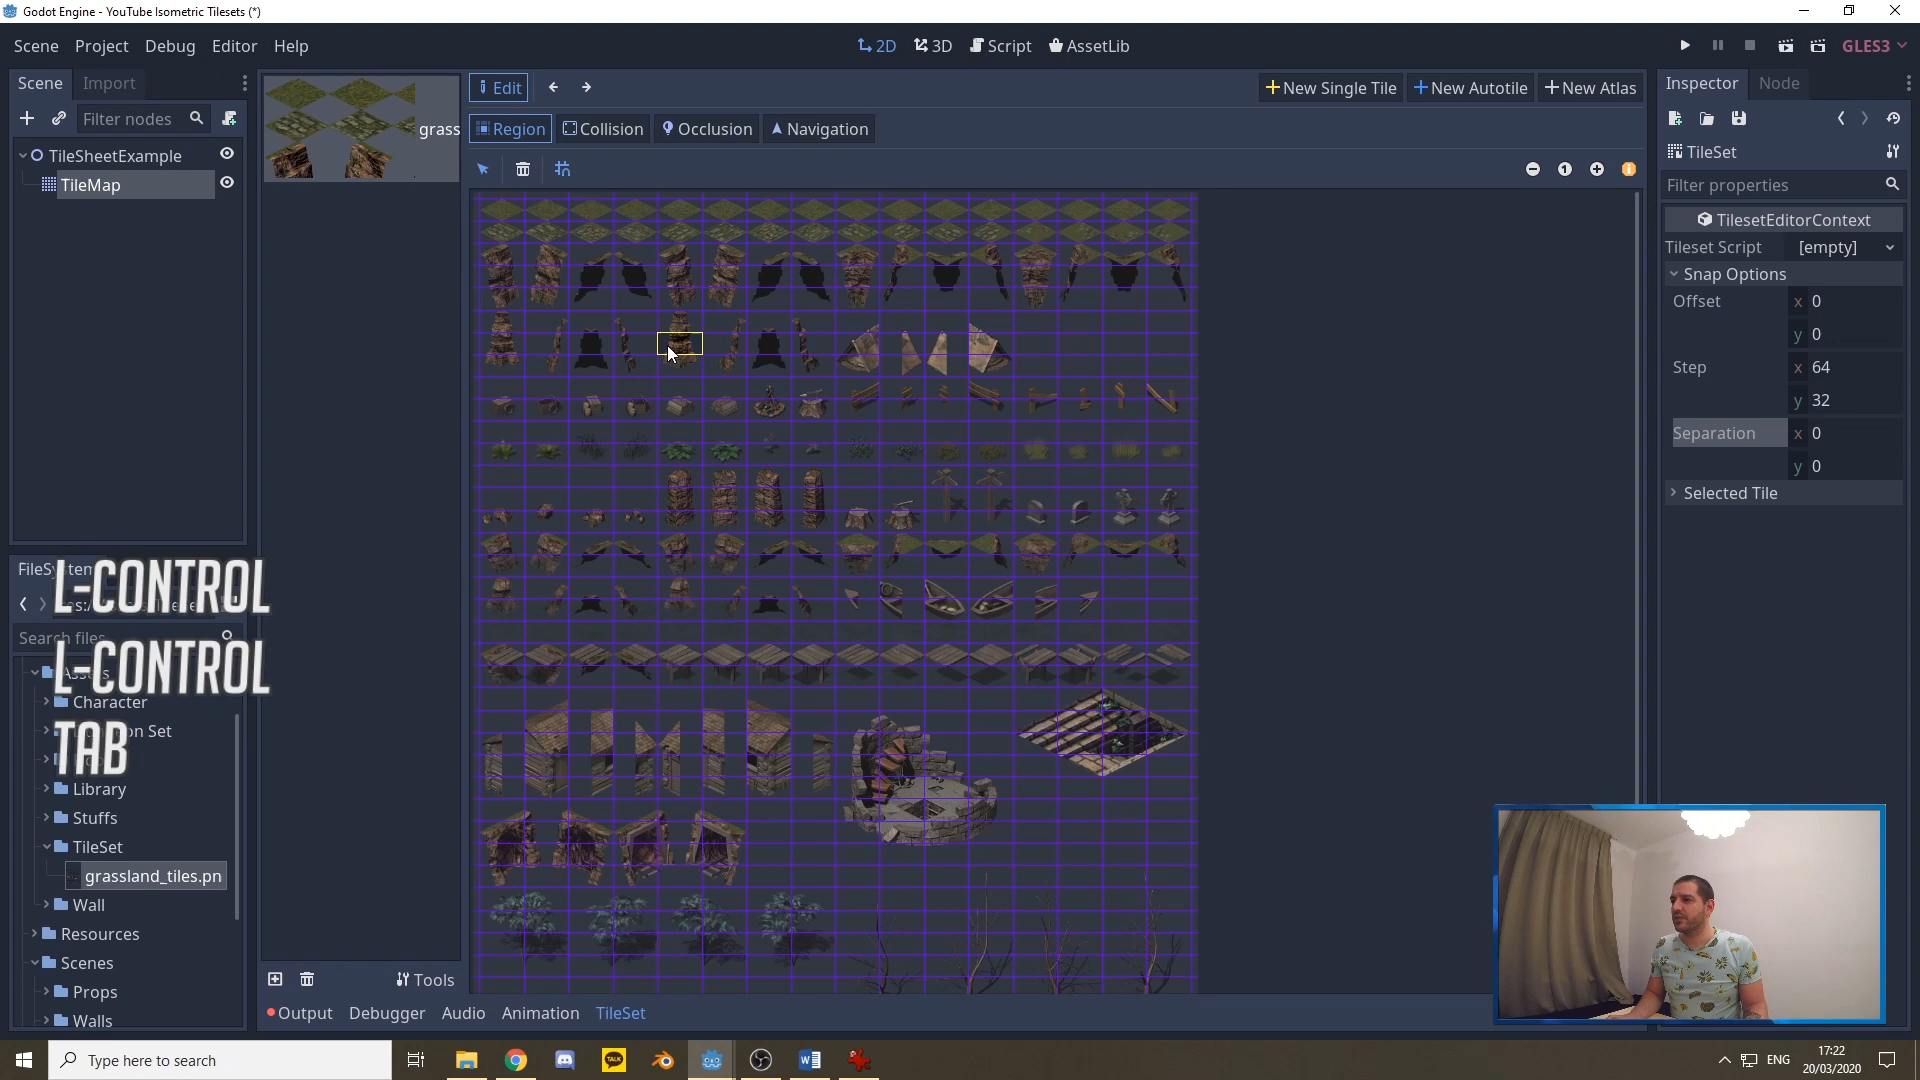 Godot Engine - YouTube Isometric Tilesets (*)
Scene Project Debug Editor Help
2D 3D Script AssetLib
GLES3
Scene Import
Filter nodes
TileSheetExample
TileMap
grass
Edit
New Single Tile New Autotile New Atlas
Region Collision Occlusion Navigation
Inspector Node
TileSet
Filter properties
TilesetEditorContext
Tileset Script [empty]
Snap Options
Offset x 0
y 0
Step x 64
y 32
Separation x 0
y 0
Selected Tile
L-CONTROL
L-CONTROL
TAB
Search files
Character
Library
Stuffs
TileSet
grassland_tiles.pn
Wall
Resources
Scenes
Props
Walls
Tools
Output Debugger Audio Animation TileSet
Type here to search
TALK
ENG
17:22
20/03/2020